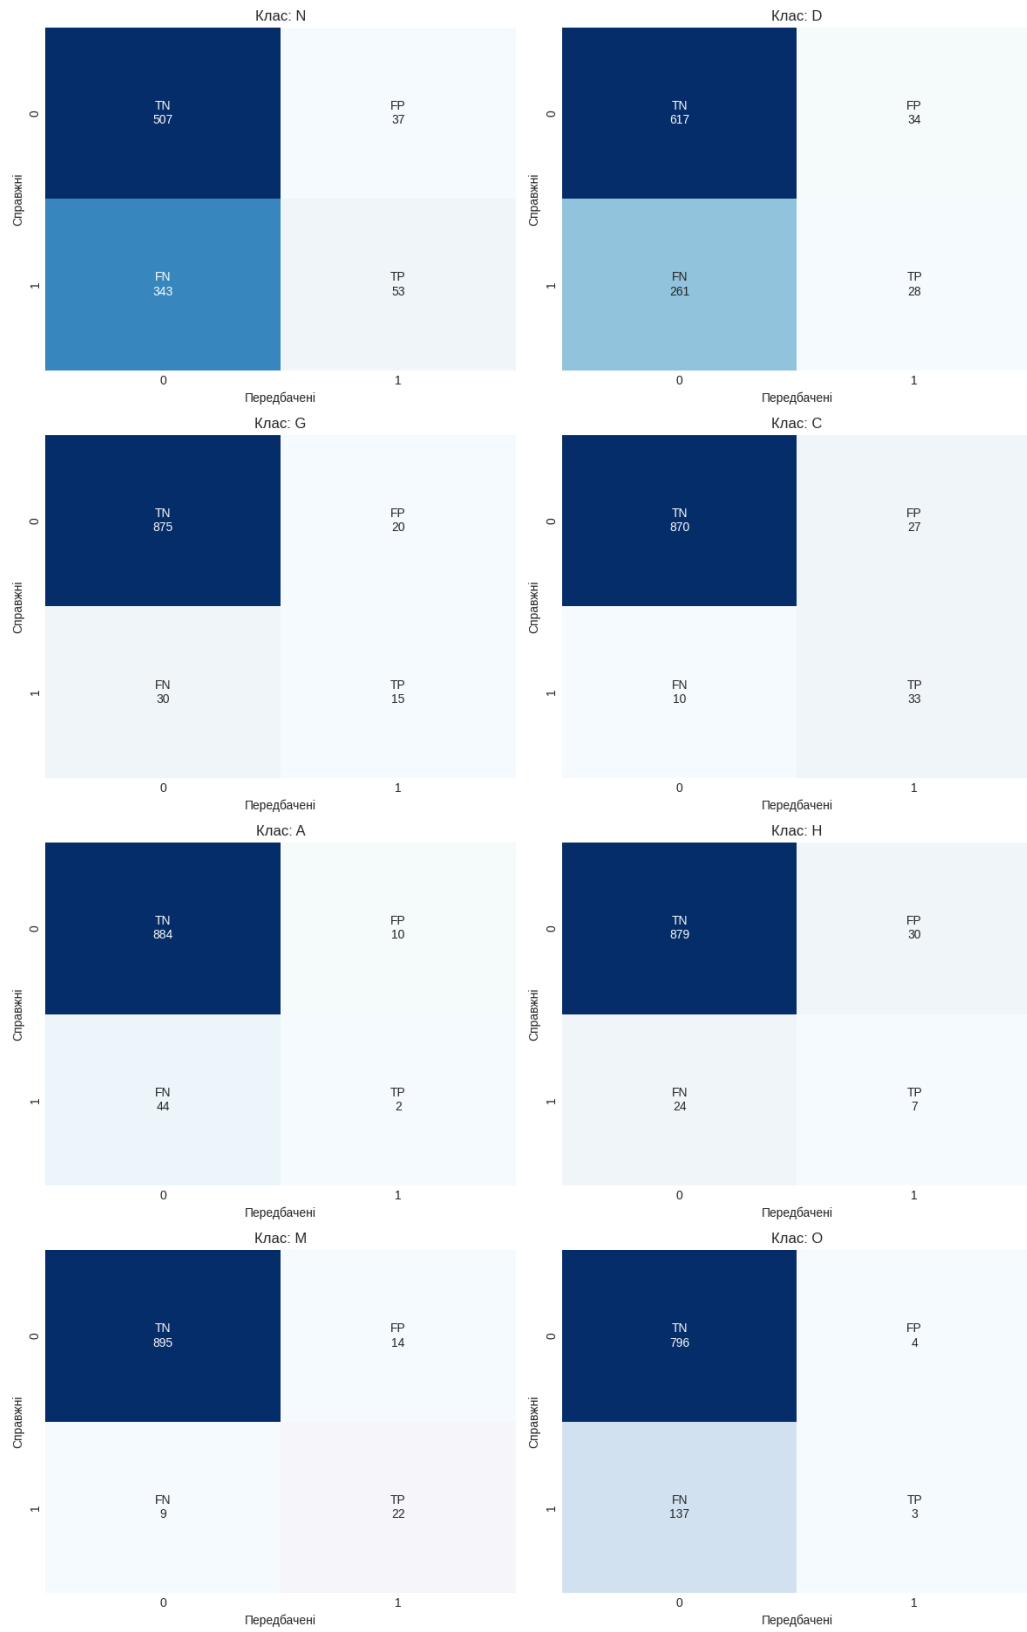 Клас: N
0
TN
507
FP
37
Справжні
1
FN
343
TP
53
0
1
Передбачені
Клас: D
0
TN
617
FP
34
Справжні
1
FN
261
TP
28
0
1
Передбачені
Клас: G
0
TN
875
FP
20
Справжні
1
FN
30
TP
15
0
1
Передбачені
Клас: C
0
TN
870
FP
27
Справжні
1
FN
10
TP
33
0
1
Передбачені
Клас: A
0
TN
884
FP
10
Справжні
1
FN
44
TP
2
0
1
Передбачені
Клас: H
0
TN
879
FP
30
Справжні
1
FN
24
TP
7
0
1
Передбачені
Клас: M
0
TN
895
FP
14
Справжні
1
FN
9
TP
22
0
1
Передбачені
Клас: O
0
TN
796
FP
4
Справжні
1
FN
137
TP
3
0
1
Передбачені